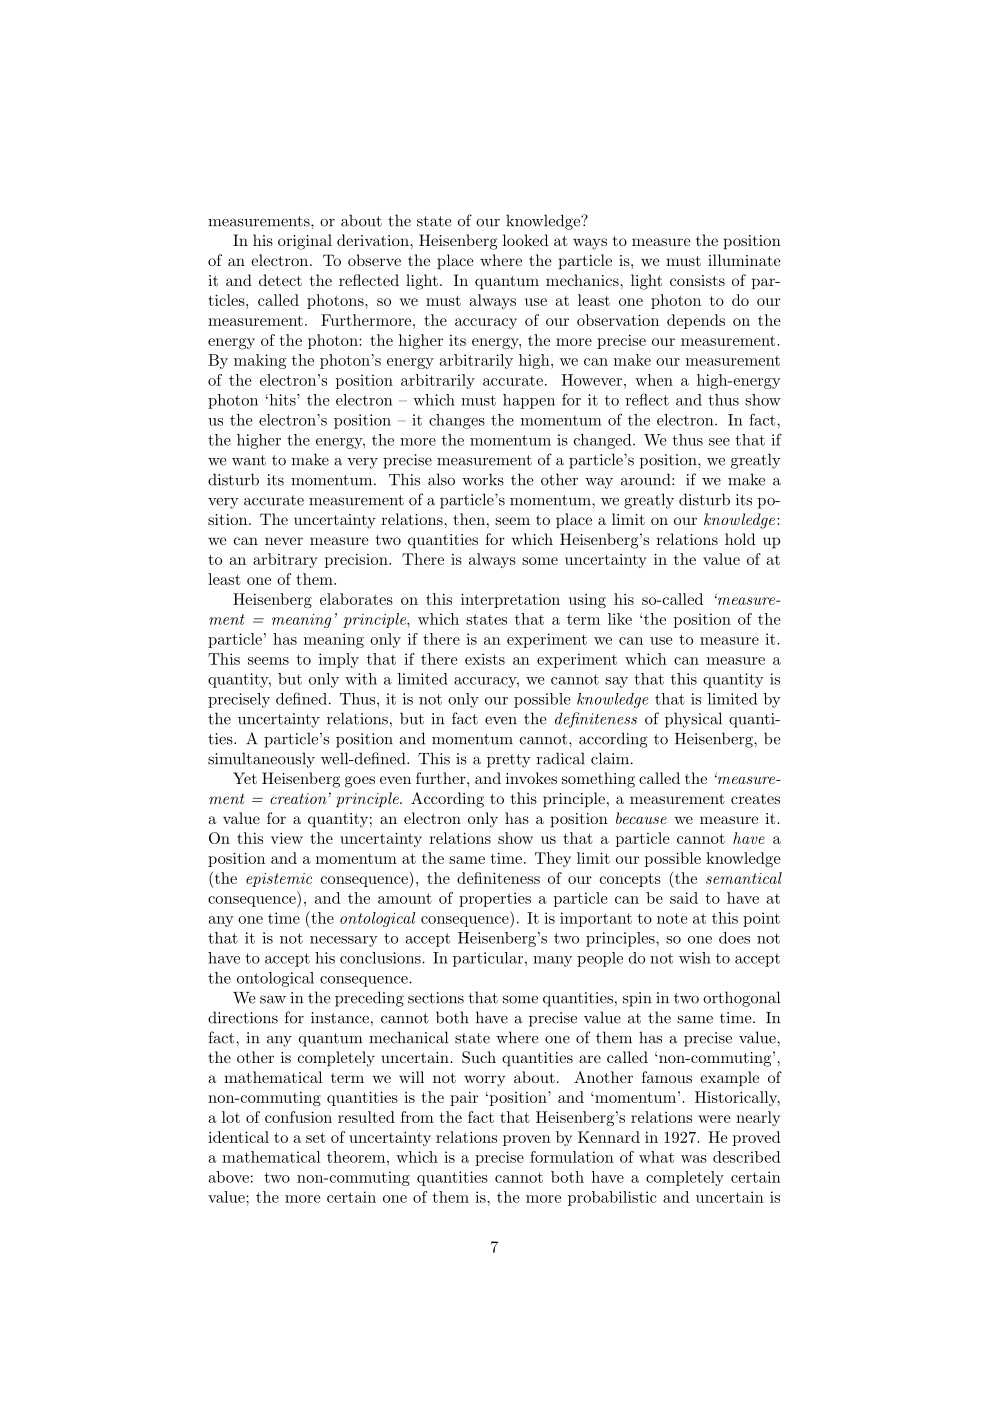 measurements, or about the state of our knowledge?
In his original derivation, Heisenberg looked at ways to measure the position
of an electron. To observe the place where the particle is, we must illuminate
it and detect the reflected light. In quantum mechanics, light consists of par-
ticles, called photons, so we must always use at least one photon to do our
measurement. Furthermore, the accuracy of our observation depends on the
energy of the photon: the higher its energy, the more precise our measurement.
By making the photon's energy arbitrarily high, we can make our measurement
of the electron's position arbitrarily accurate. However, when a high-energy
photon ‘hits’ the electron – which must happen for it to reflect and thus show
us the electron's position – it changes the momentum of the electron. In fact,
the higher the energy, the more the momentum is changed. We thus see that if
we want to make a very precise measurement of a particle's position, we greatly
disturb its momentum. This also works the other way around: if we make a
very accurate measurement of a particle's momentum, we greatly disturb its po-
sition. The uncertainty relations, then, seem to place a limit on our knowledge:
we can never measure two quantities for which Heisenberg's relations hold up
to an arbitrary precision. There is always some uncertainty in the value of at
least one of them.
Heisenberg elaborates on this interpretation using his so-called ‘measure-
ment = meaning’ principle, which states that a term like ‘the position of the
particle’ has meaning only if there is an experiment we can use to measure it.
This seems to imply that if there exists an experiment which can measure a
quantity, but only with a limited accuracy, we cannot say that this quantity is
precisely defined. Thus, it is not only our possible knowledge that is limited by
the uncertainty relations, but in fact even the definiteness of physical quanti-
ties. A particle's position and momentum cannot, according to Heisenberg, be
simultaneously well-defined. This is a pretty radical claim.
Yet Heisenberg goes even further, and invokes something called the ‘measure-
ment = creation’ principle. According to this principle, a measurement creates
a value for a quantity; an electron only has a position because we measure it.
On this view the uncertainty relations show us that a particle cannot have a
position and a momentum at the same time. They limit our possible knowledge
(the epistemic consequence), the definiteness of our concepts (the semantical
consequence), and the amount of properties a particle can be said to have at
any one time (the ontological consequence). It is important to note at this point
that it is not necessary to accept Heisenberg's two principles, so one does not
have to accept his conclusions. In particular, many people do not wish to accept
the ontological consequence.
We saw in the preceding sections that some quantities, spin in two orthogonal
directions for instance, cannot both have a precise value at the same time. In
fact, in any quantum mechanical state where one of them has a precise value,
the other is completely uncertain. Such quantities are called ‘non-commuting’,
a mathematical term we will not worry about. Another famous example of
non-commuting quantities is the pair ‘position’ and ‘momentum’. Historically,
a lot of confusion resulted from the fact that Heisenberg's relations were nearly
identical to a set of uncertainty relations proven by Kennard in 1927. He proved
a mathematical theorem, which is a precise formulation of what was described
above: two non-commuting quantities cannot both have a completely certain
value; the more certain one of them is, the more probabilistic and uncertain is
7